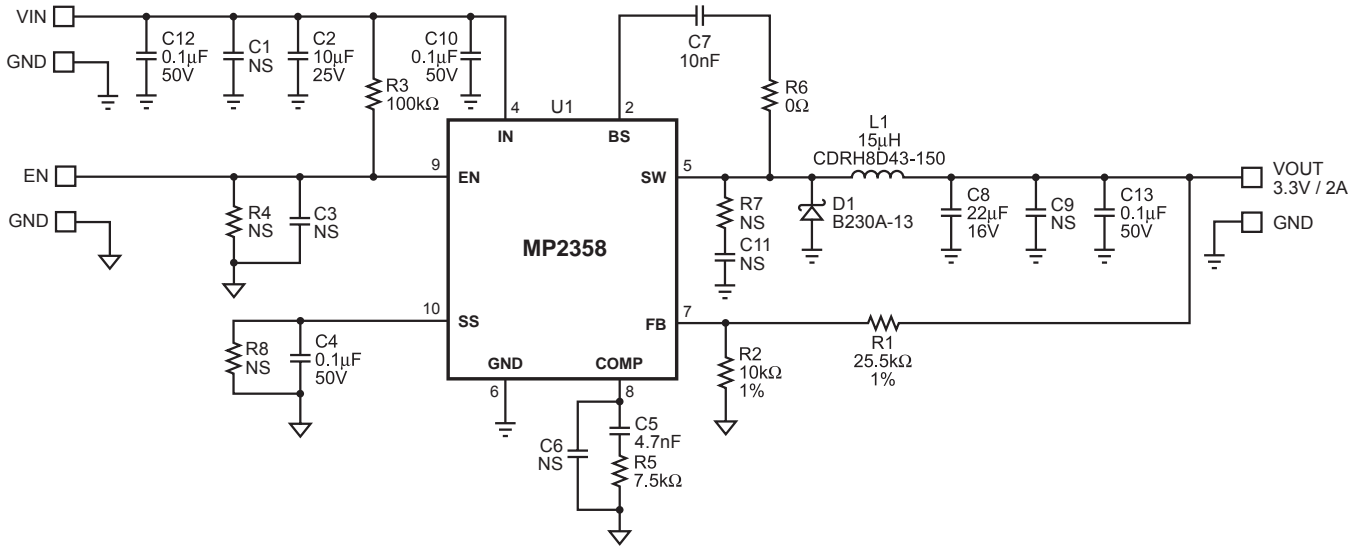 VIN
GND
C12
0.1μF
50V
C1
NS
C2
10μF
25V
R3
100kΩ
C10
0.1μF
50V
C7
10nF
R6
0Ω
U1
4
2
IN
BS
L1
15μH
CDRH8D43-150
EN
9
EN
SW
5
VOUT
3.3V / 2A
GND
R4
NS
C3
NS
MP2358
R7
NS
C11
NS
D1
B230A-13
C8
22μF
16V
C9
NS
C13
0.1μF
50V
GND
10
SS
FB
7
R8
NS
C4
0.1μF
50V
GND
COMP
6
8
R2
10kΩ
1%
R1
25.5kΩ
1%
C6
NS
C5
4.7nF
R5
7.5kΩ